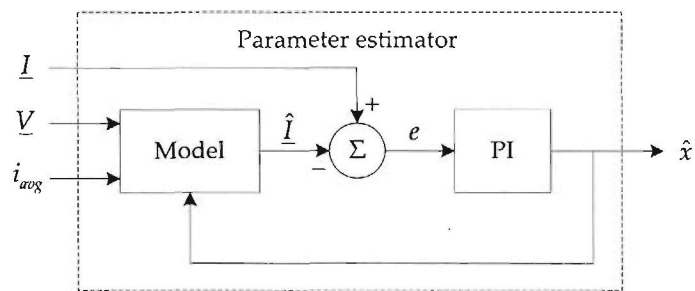 Parameter estimator
I
+
V
Î
e
Model
Σ
PI
x̂
−
i_avg